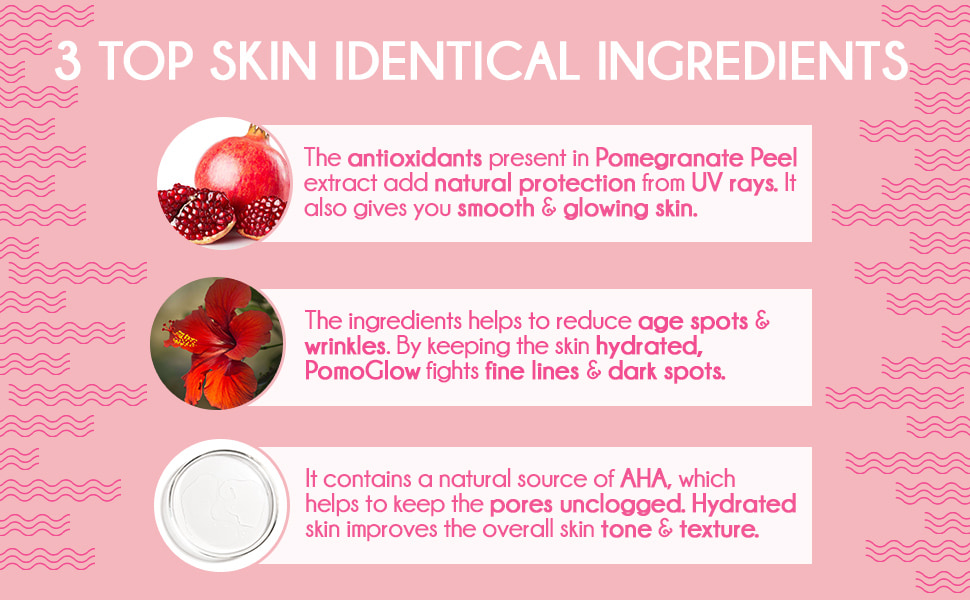 3 TOP SKIN IDENTICAL INGREDIENTS
The antioxidants present in Pomegranate Peel
extract add natural protection from UV rays. It
also gives you smooth & glowing skin.
The ingredients helps to reduce age spots &
wrinkles. By keeping the skin hydrated,
PomoGlow fights fine lines & dark spots.
It contains a natural source of AHA, which
helps to keep the pores unclogged. Hydrated
skin improves the overall skin tone & texture.